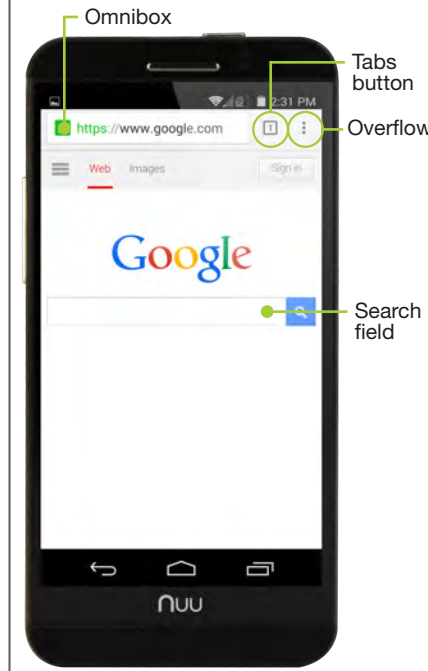 Omnibox
Tabs
button
2:31 PM
https://www.google.com
1
Overflow
Web Images Sign in
Google
Search
field
nuu